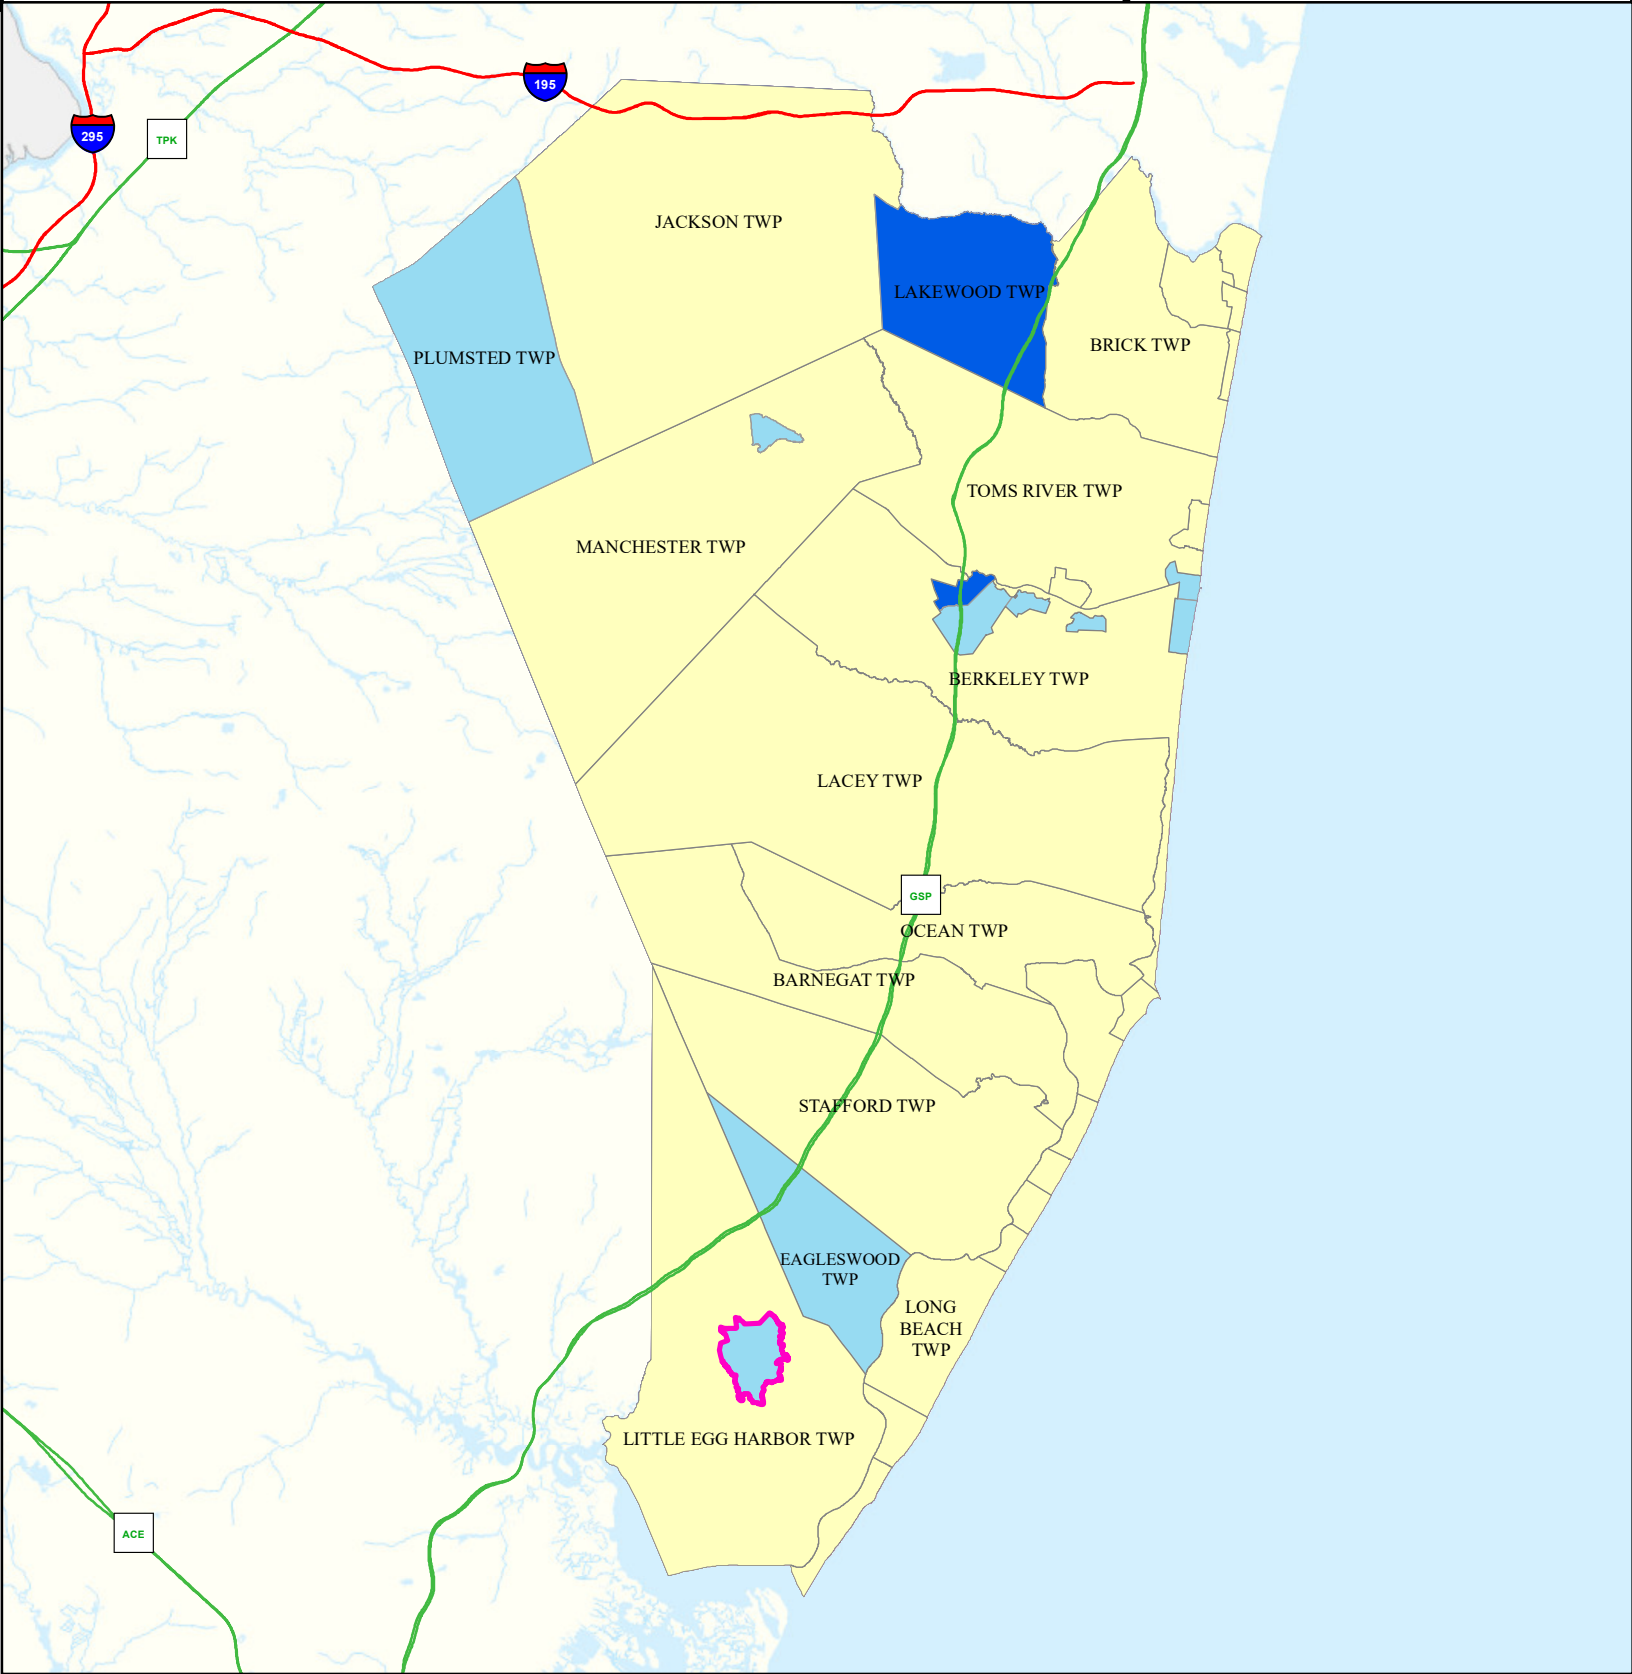 195
295
TPK
JACKSON TWP
LAKEWOOD TWP
BRICK TWP
PLUMSTED TWP
TOMS RIVER TWP
MANCHESTER TWP
BERKELEY TWP
LACEY TWP
GSP
OCEAN TWP
BARNEGAT TWP
STAFFORD TWP
EAGLESWOOD
TWP
LONG
BEACH
TWP
LITTLE EGG HARBOR TWP
ACE